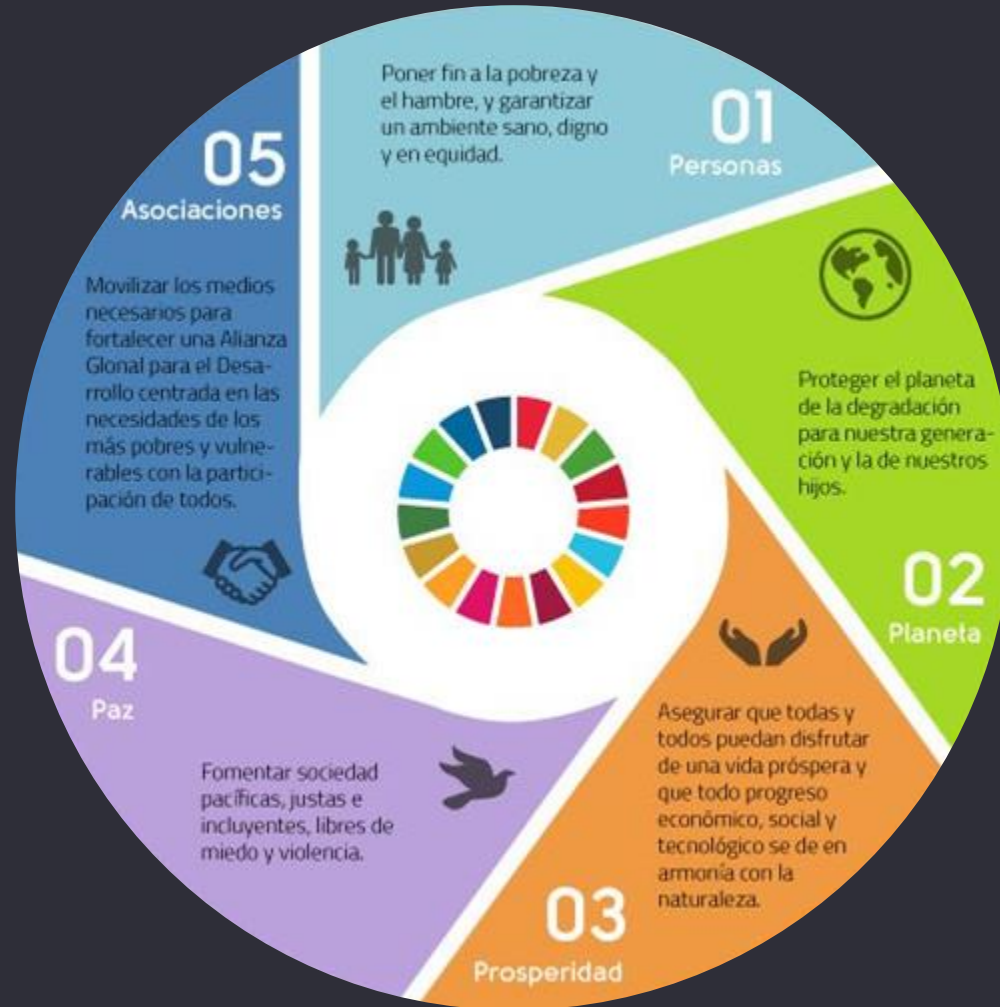 Poner fin a la pobreza y
el hambre, y garantizar
un ambiente sano, digno
y en equidad.
01
Personas
Proteger el planeta
de la degradación
para nuestra genera-
ción y la de nuestros
hijos.
02
Planeta
Asegurar que todas y
todos puedan disfrutar
de una vida próspera y
que todo progreso
económico, social y
tecnológico se de en
armonía con la
naturaleza.
03
Prosperidad
04
Paz
Fomentar sociedad
pacíficas, justas e
incluyentes, libres de
miedo y violencia.
05
Asociaciones
Movilizar los medios
necesarios para
fortalecer una Alianza
Glonal para el Desa-
rrollo centrada en las
necesidades de los
más pobres y vulne-
rables con la partici-
pación de todos.